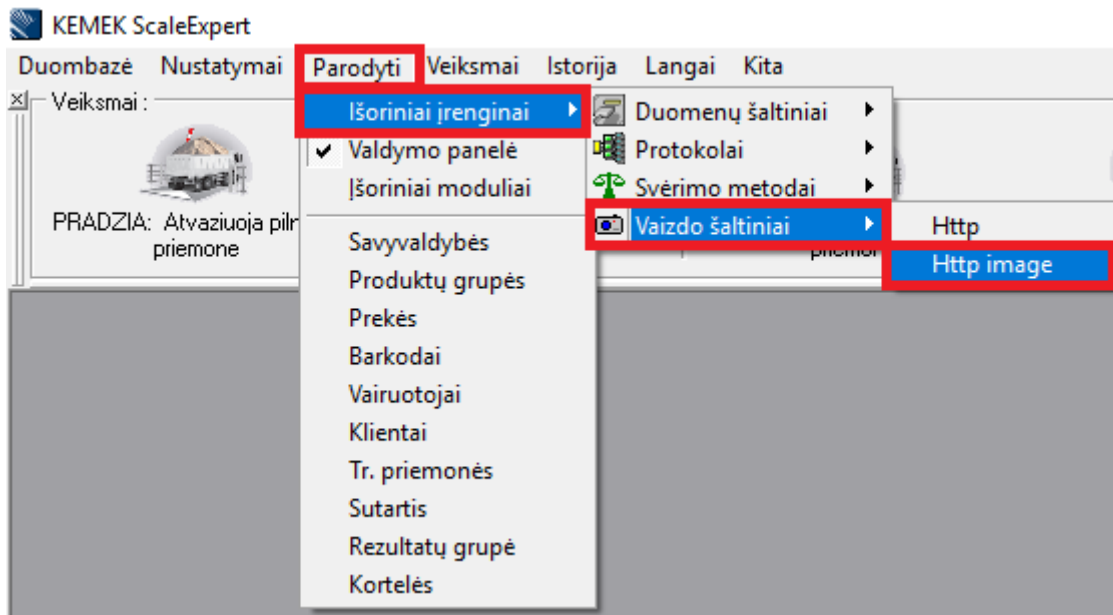 KEMEK ScaleExpert
Duombazė Nustatymai Parodyti Veiksmai Istorija Langai Kita
Veiksmai :
PRADZIA: Atvaziuoja piln
priemone
Išoriniai įrenginai
Valdymo panelė
Įšoriniai moduliai
Savyvaldybės
Produktų grupės
Prekės
Barkodai
Vairuotojai
Klientai
Tr. priemonės
Sutartis
Rezultatų grupė
Kortelės
Duomenų šaltiniai
Protokolai
Svėrimo metodai
Vaizdo šaltiniai
Http
Http image